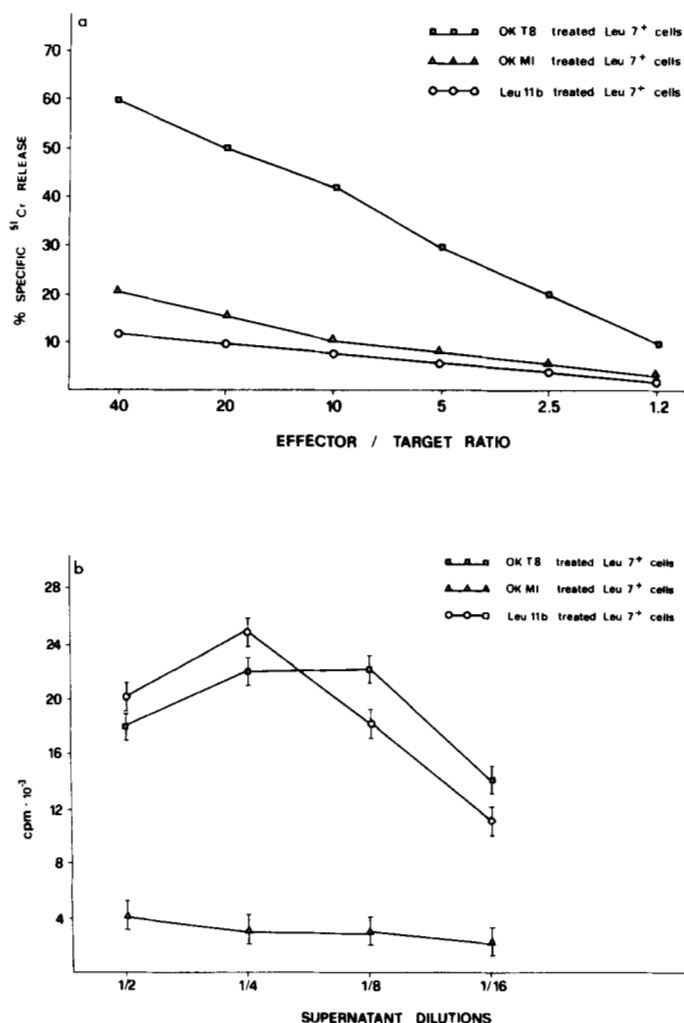 a
OK T8 treated Leu 7+ cells
OK M1 treated Leu 7+ cells
Leu 11b treated Leu 7+ cells
70
60
50
40
30
20
10
% SPECIFIC 51Cr RELEASE
40 20 10 5 2.5 1.2
EFFECTOR / TARGET RATIO
b
OK T8 treated Leu 7+ cells
OK M1 treated Leu 7+ cells
Leu 11b treated Leu 7+ cells
28
24
20
16
12
8
4
cpm · 10-3
1/2 1/4 1/8 1/16
SUPERNATANT DILUTIONS